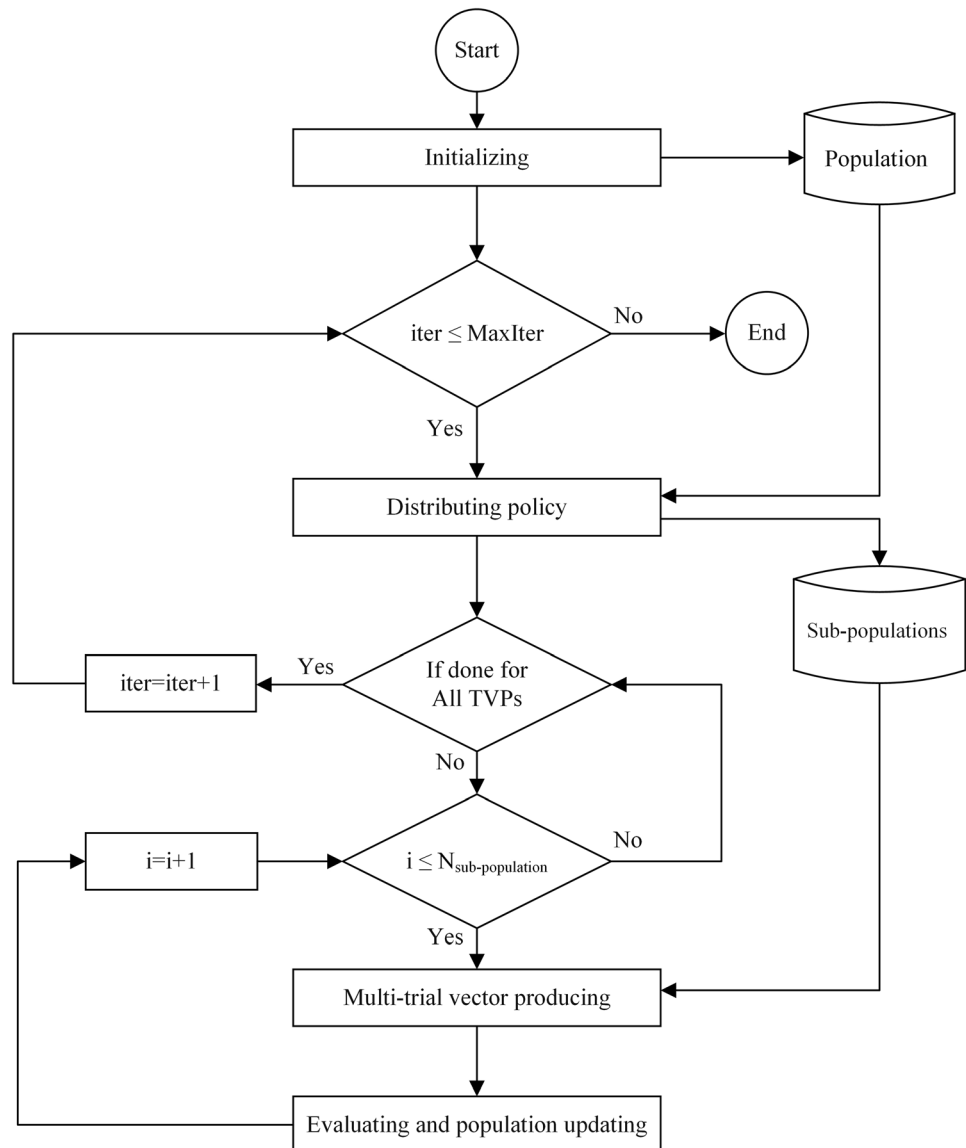 Start
Initializing
Population
iter ≤ MaxIter
No
End
Yes
Distributing policy
Sub-populations
If done for
All TVPs
Yes
iter=iter+1
No
i=i+1
i ≤ Nsub-population
No
Yes
Multi-trial vector producing
Evaluating and population updating